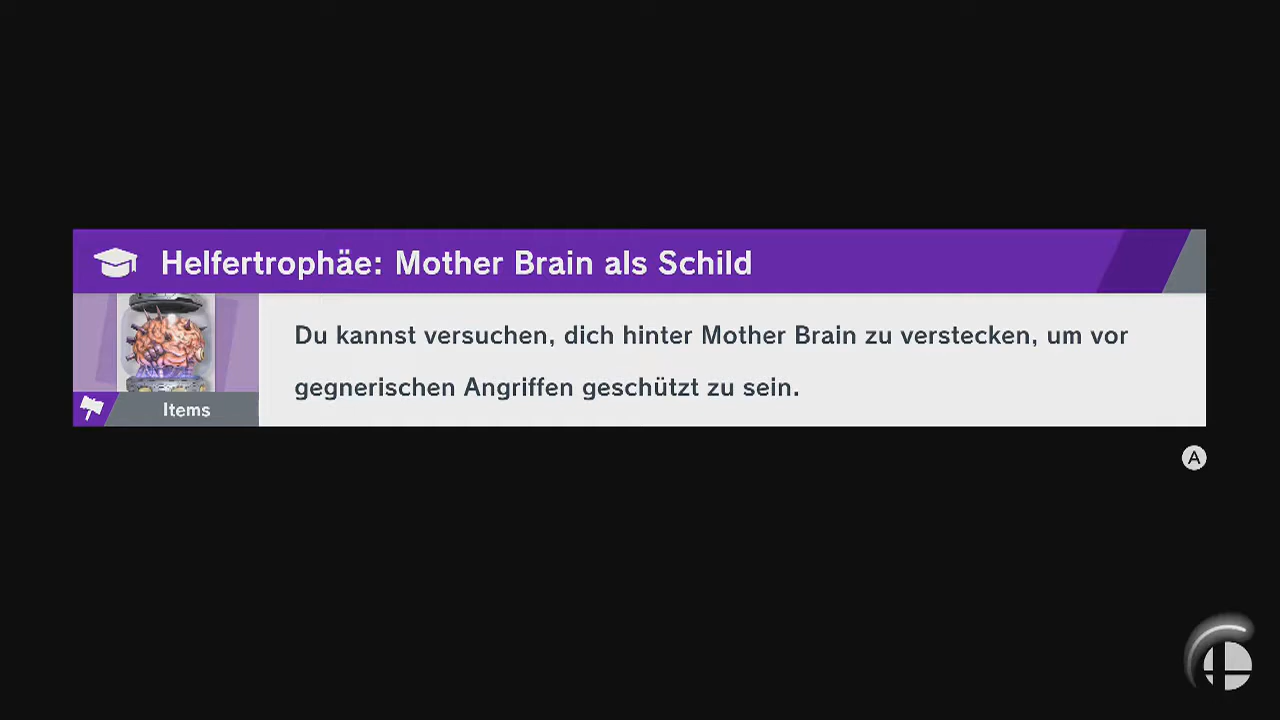 Helfertrophäe: Mother Brain als Schild
Du kannst versuchen, dich hinter Mother Brain zu verstecken, um vor
gegnerischen Angriffen geschützt zu sein.
Items
A